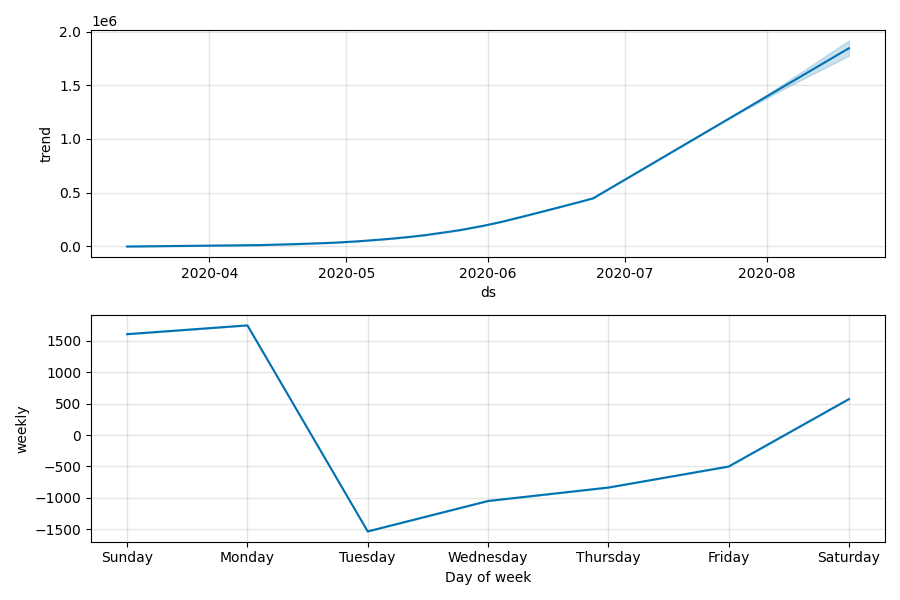 1e6
2.0
1.5
1.0
0.5
0.0
trend
2020-04 2020-05 2020-06 2020-07 2020-08
ds
1500
1000
500
0
−500
−1000
−1500
weekly
Sunday Monday Tuesday Wednesday Thursday Friday Saturday
Day of week